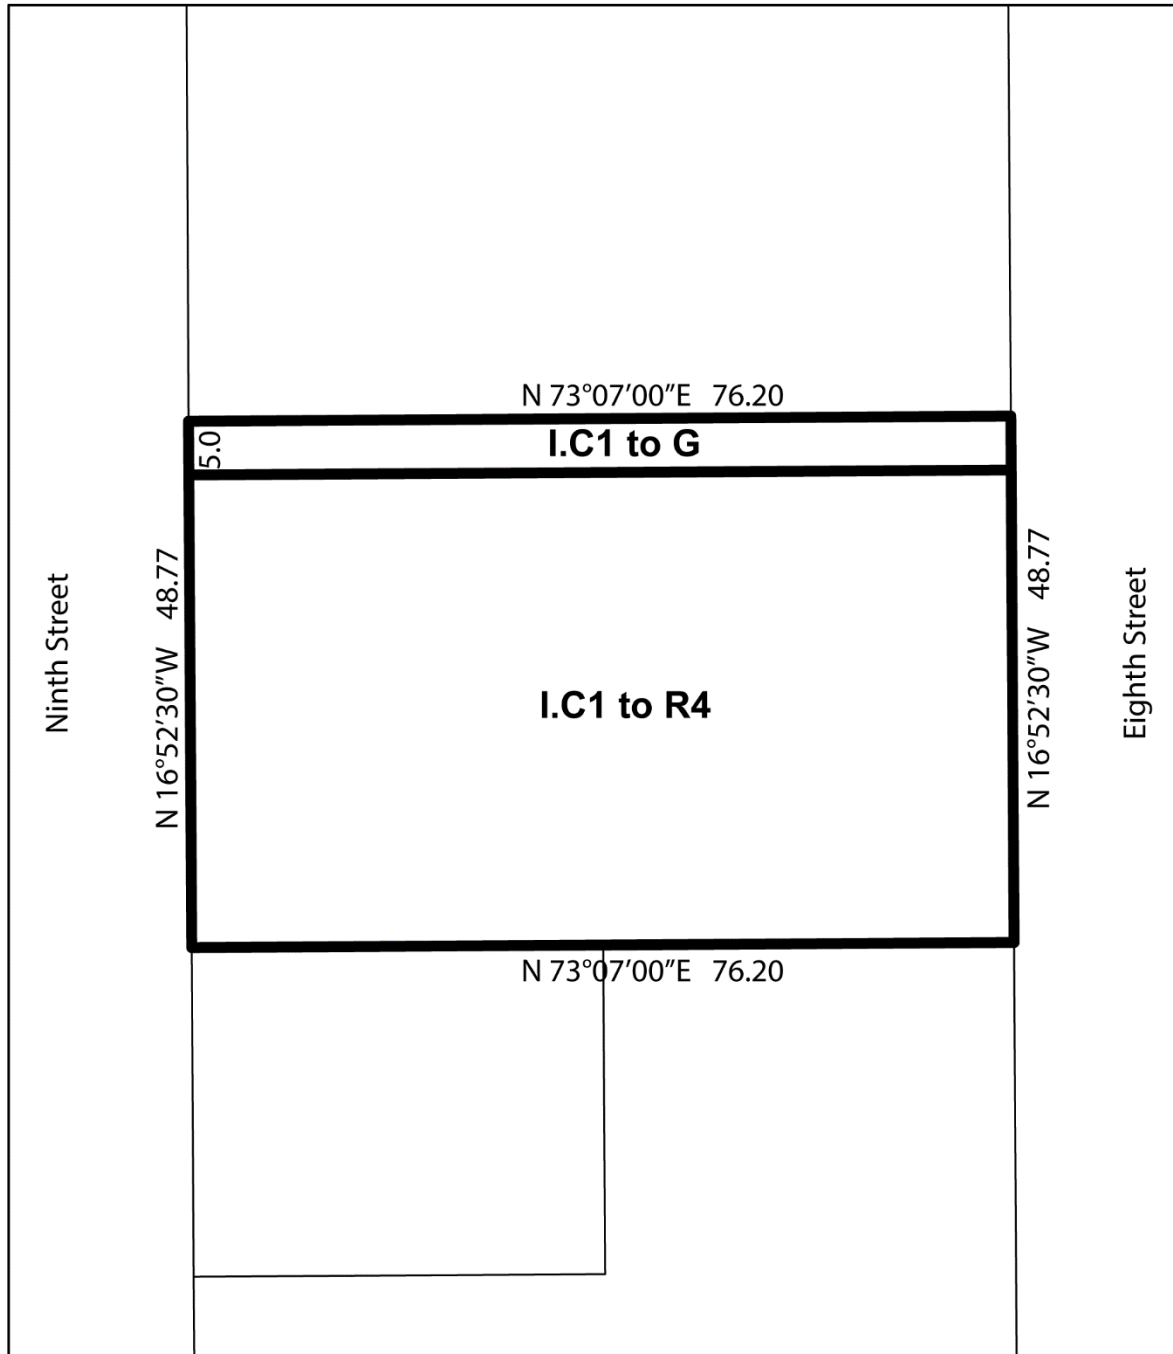 N 73°07′00″E 76.20
5.0
I.C1 to G
Ninth Street
N 16°52′30″W 48.77
I.C1 to R4
N 16°52′30″W 48.77
Eighth Street
N 73°07′00″E 76.20